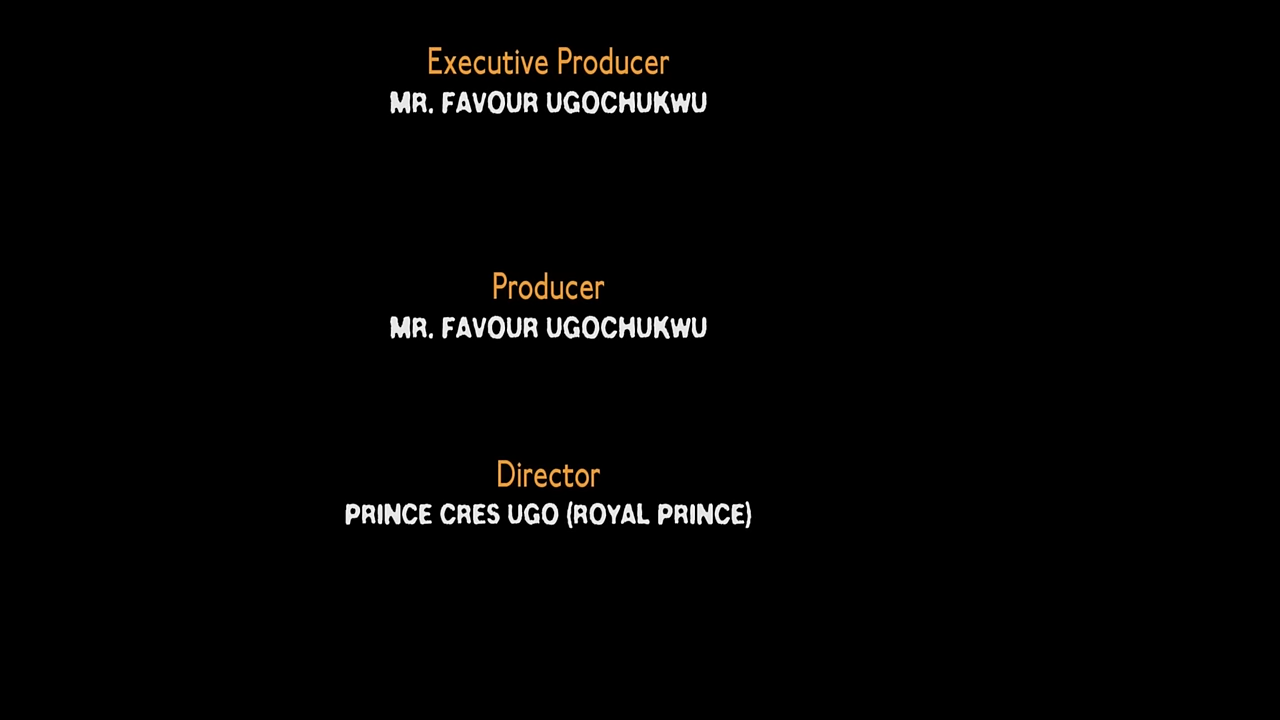 Executive Producer
MR. FAVOUR UGOCHUKWU
Producer
MR. FAVOUR UGOCHUKWU
Director
PRINCE CRES UGO (ROYAL PRINCE)